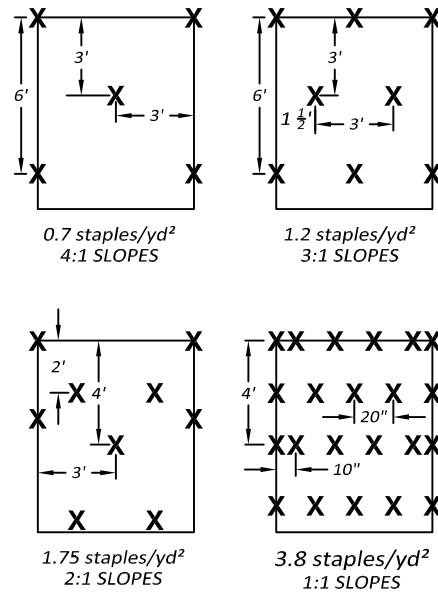 3'
6'
3'
0.7 staples/yd²
4:1 SLOPES
3'
6'
1 ½'
3'
1.2 staples/yd²
3:1 SLOPES
2'
4'
3'
1.75 staples/yd²
2:1 SLOPES
4'
20"
10"
3.8 staples/yd²
1:1 SLOPES